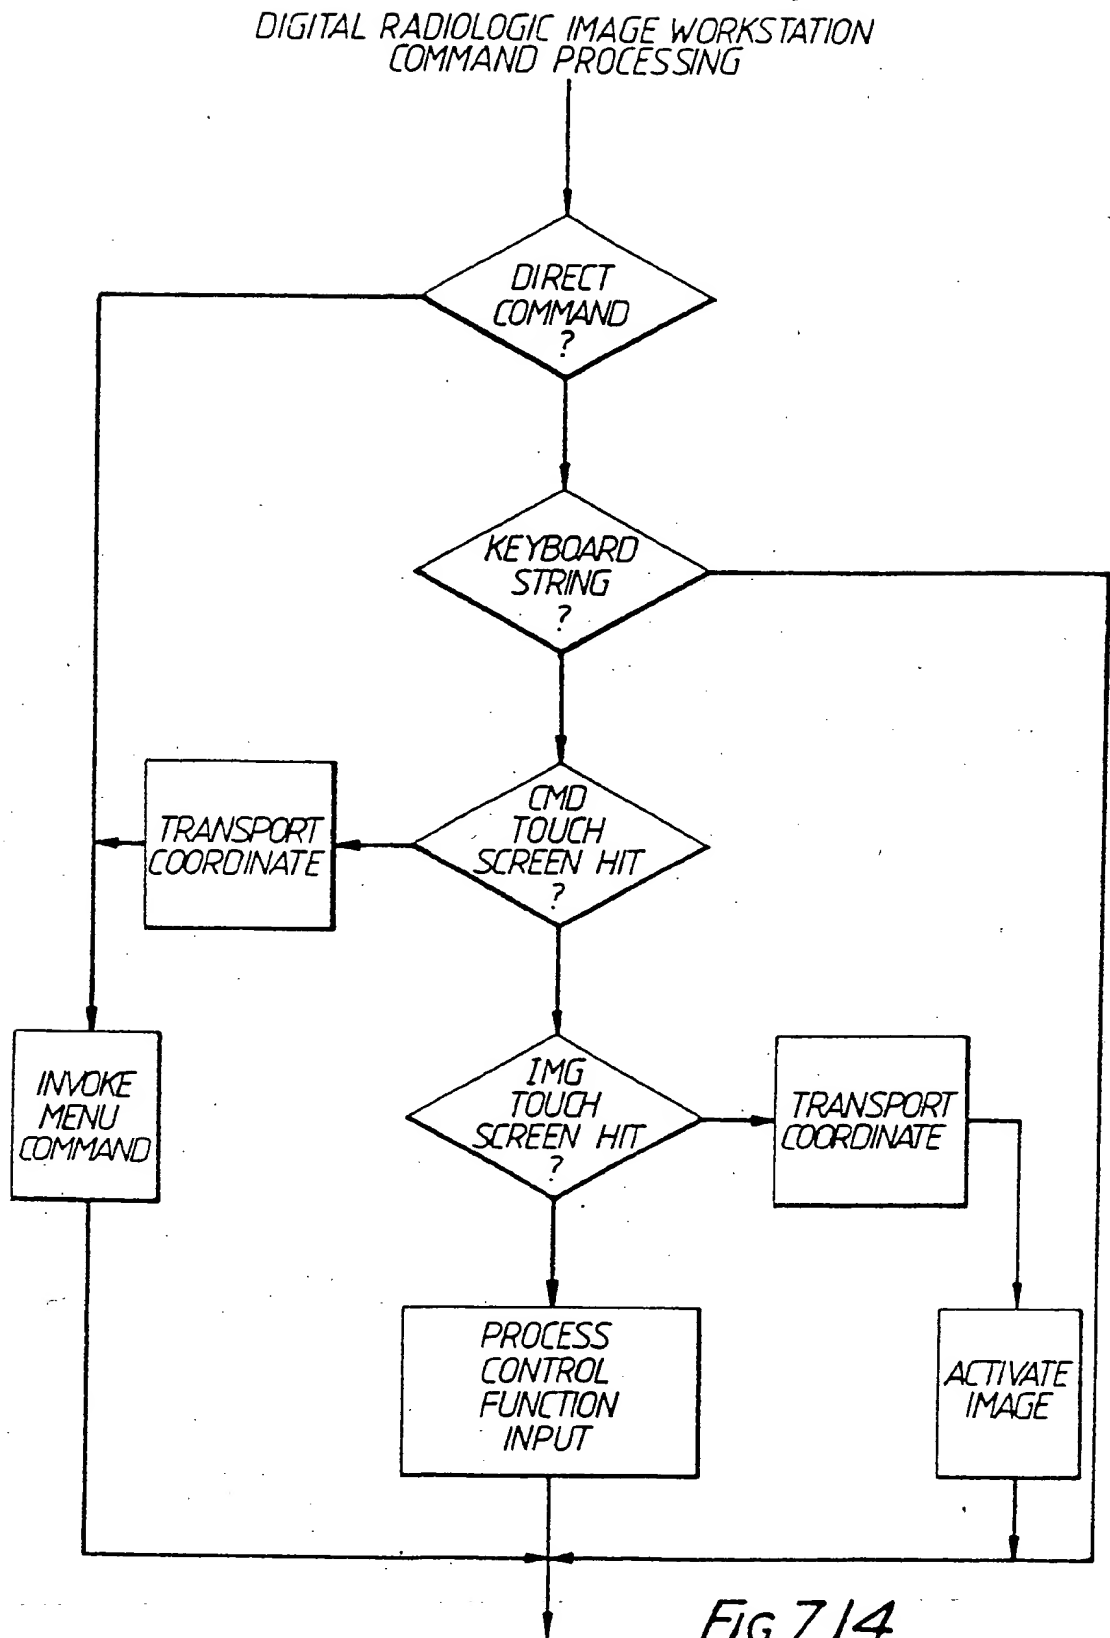 DIGITAL RADIOLOGIC IMAGE WORKSTATION
COMMAND PROCESSING
DIRECT
COMMAND
?
KEYBOARD
STRING
?
CMD
TOUCH
SCREEN HIT
?
TRANSPORT
COORDINATE
IMG
TOUCH
SCREEN HIT
?
TRANSPORT
COORDINATE
INVOKE
MENU
COMMAND
PROCESS
CONTROL
FUNCTION
INPUT
ACTIVATE
IMAGE
FIG 7/4